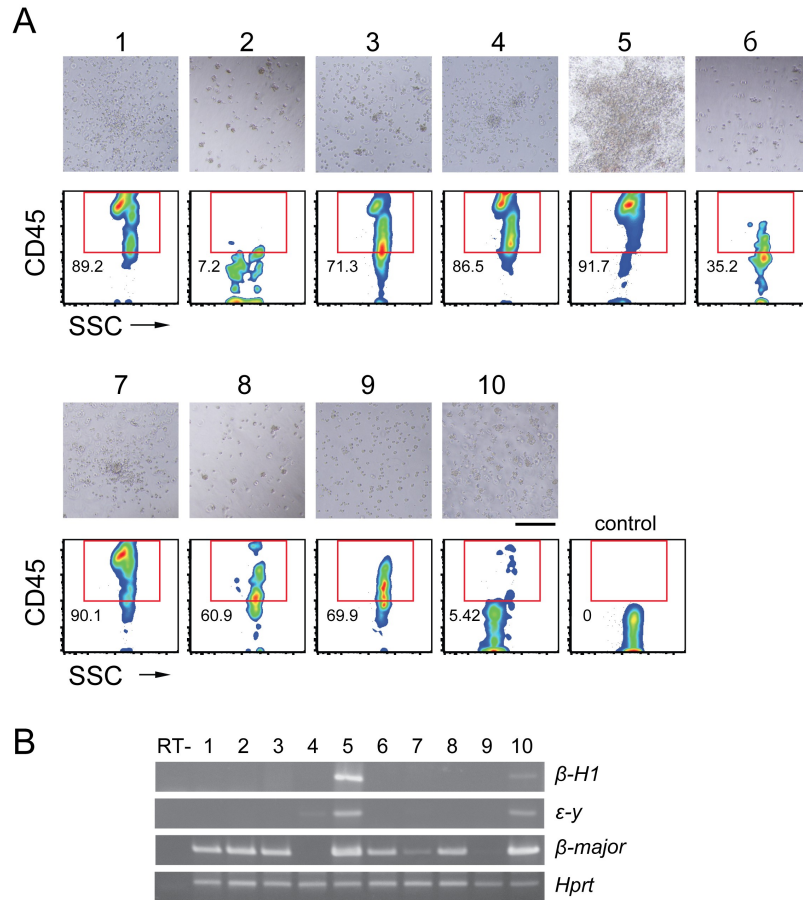 A
1 2 3 4 5 6
CD45
89.2 7.2 71.3 86.5 91.7 35.2
SSC
7 8 9 10
control
CD45
90.1 60.9 69.9 5.42 0
SSC
B
RT- 1 2 3 4 5 6 7 8 9 10
β-H1
ε-y
β-major
Hprt